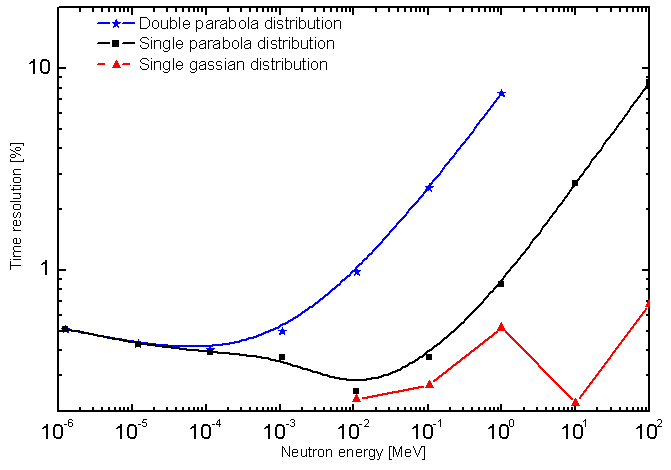 Double parabola distribution
Single parabola distribution
Single gassian distribution
10
1
Time resolution [%]
10⁻⁶ 10⁻⁵ 10⁻⁴ 10⁻³ 10⁻² 10⁻¹ 10⁰ 10¹ 10²
Neutron energy [MeV]